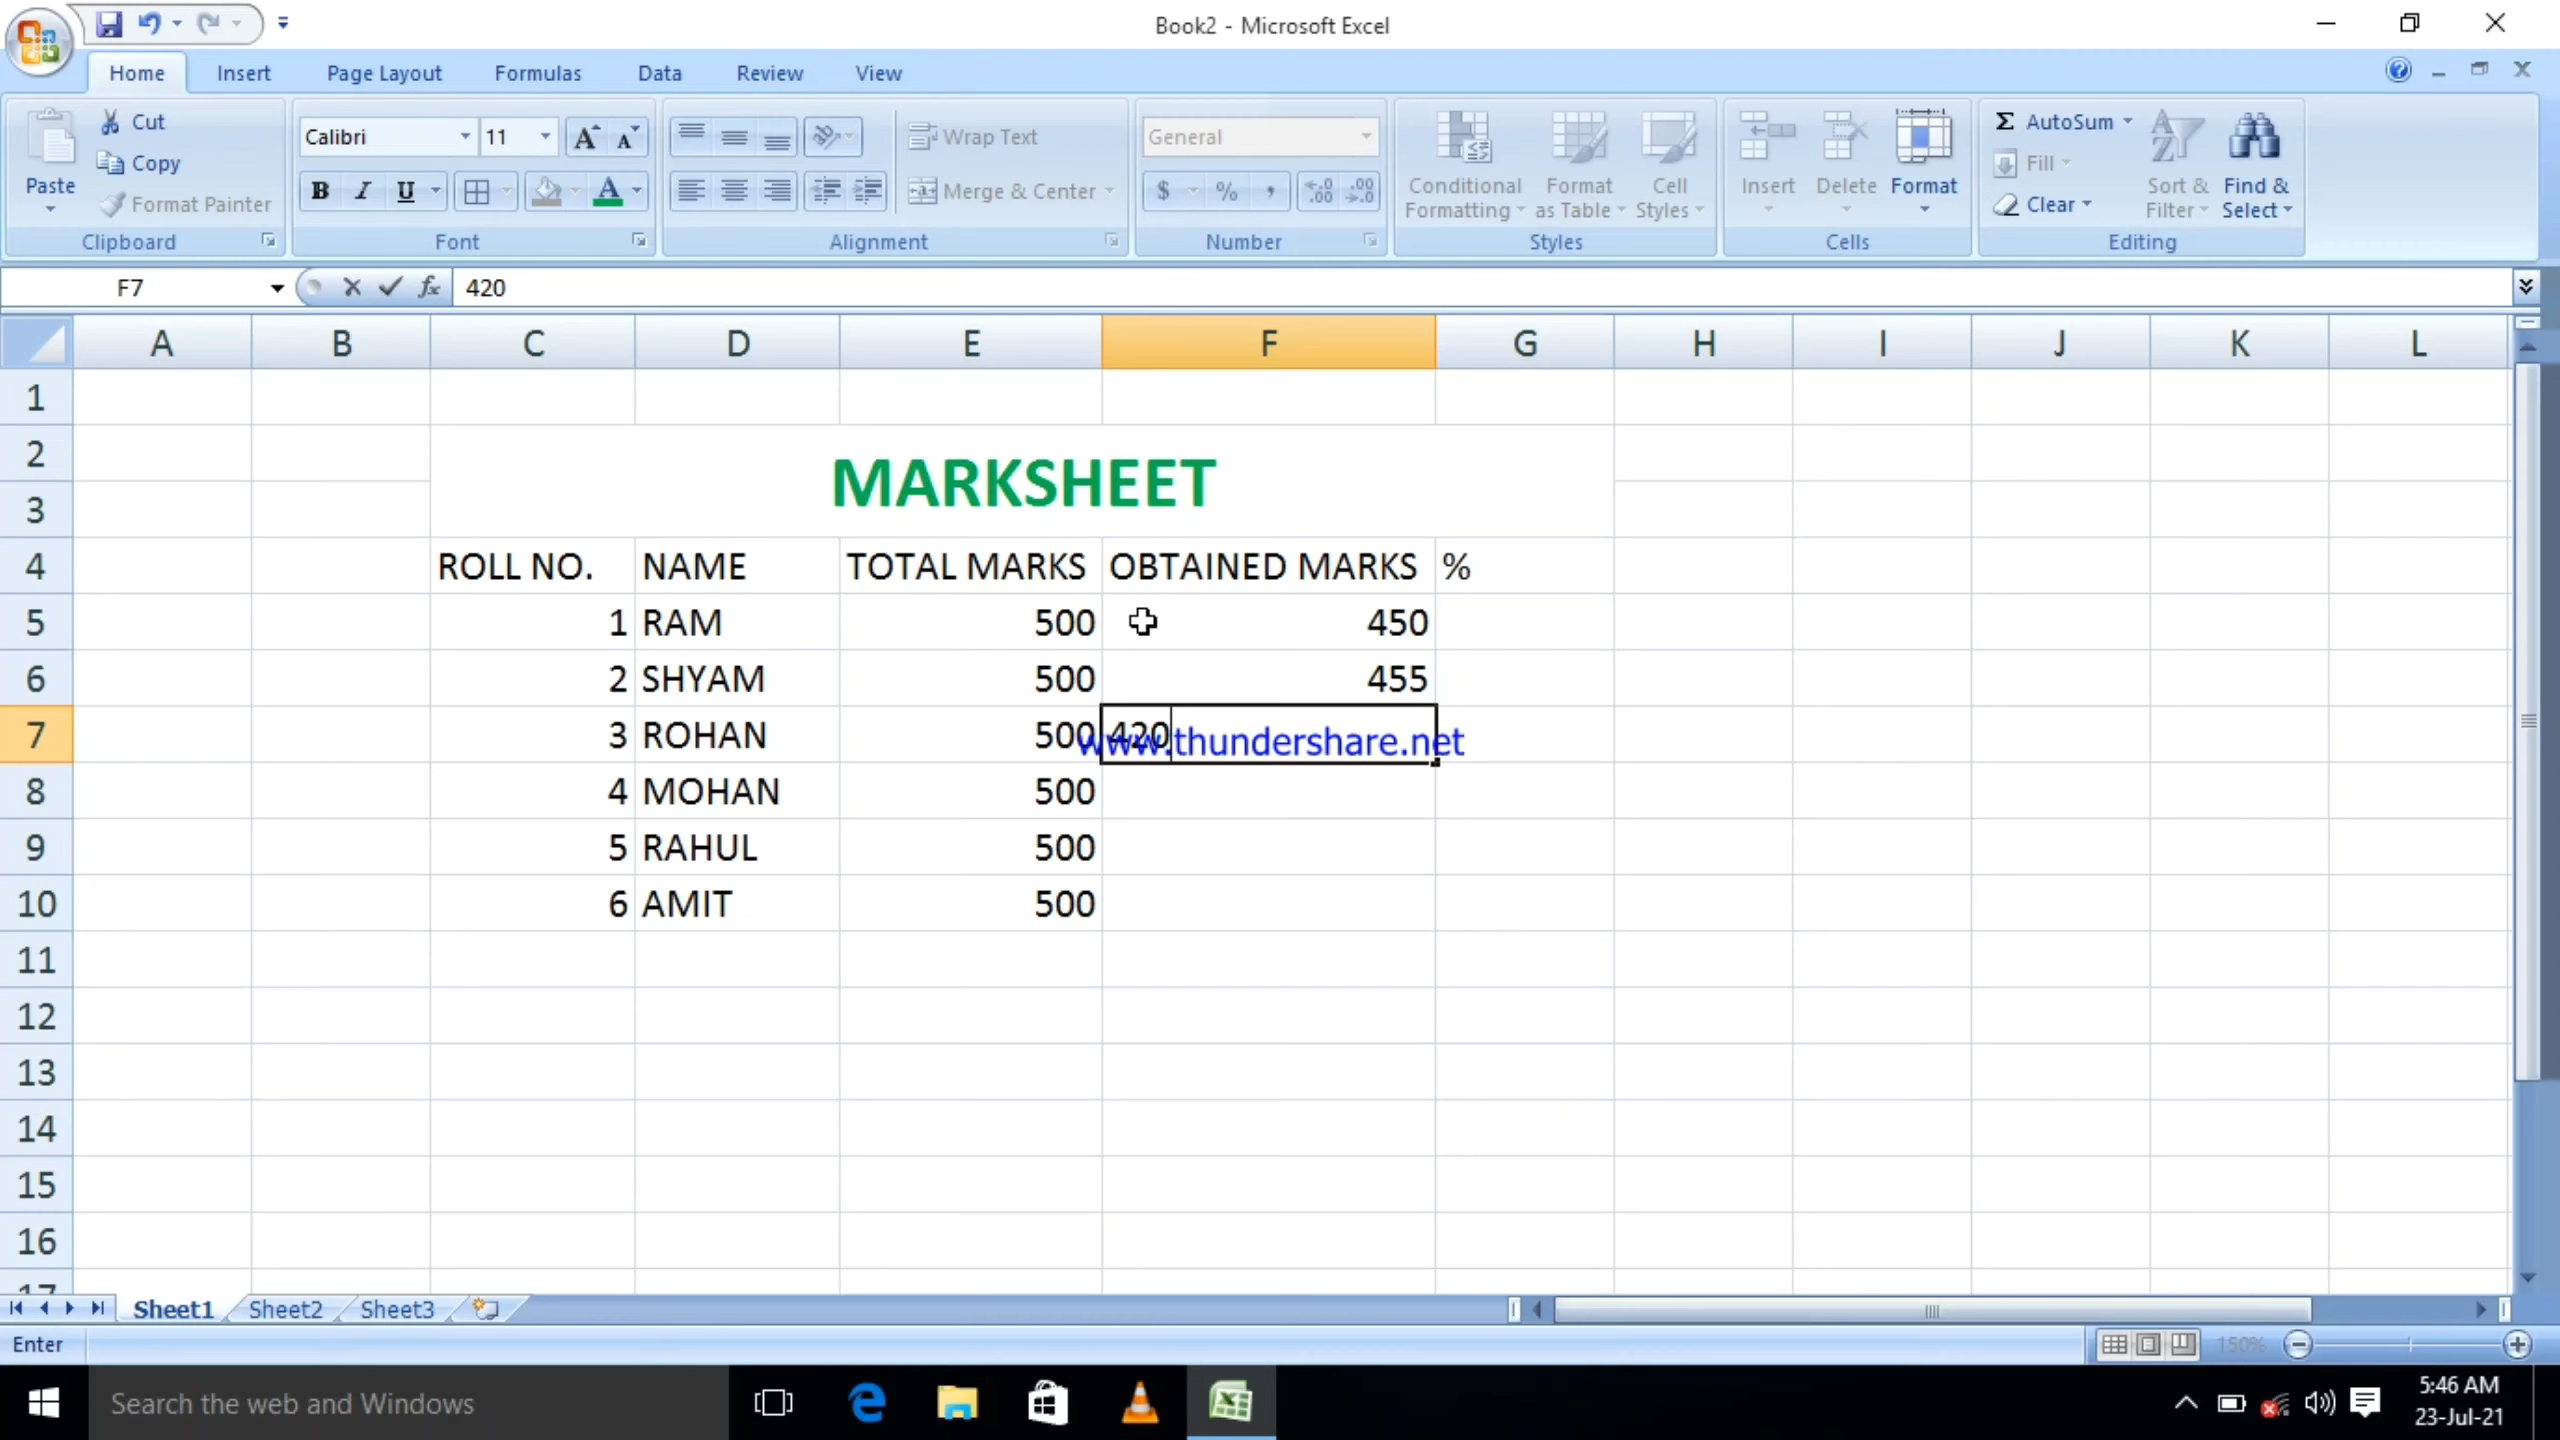 Book2 - Microsoft Excel
Home Insert Page Layout Formulas Data Review View
Paste Cut Copy Format Painter Clipboard
Calibri 11 B I U Font
Wrap Text Merge & Center Alignment
General $ % , Number
Conditional Formatting Format as Table Cell Styles Styles
Insert Delete Format Cells
Σ AutoSum Fill Clear Sort & Filter Find & Select Editing
F7 fx 420
A B C D E F G H I J K L
1
2
MARKSHEET
3
4 ROLL NO. NAME TOTAL MARKS OBTAINED MARKS %
5 1 RAM 500 450
6 2 SHYAM 500 455
7 3 ROHAN 500 420
www.thundershare.net
8 4 MOHAN 500
9 5 RAHUL 500
10 6 AMIT 500
11
12
13
14
15
16
17
Sheet1 Sheet2 Sheet3
Enter 150%
Search the web and Windows
5:46 AM
23-Jul-21